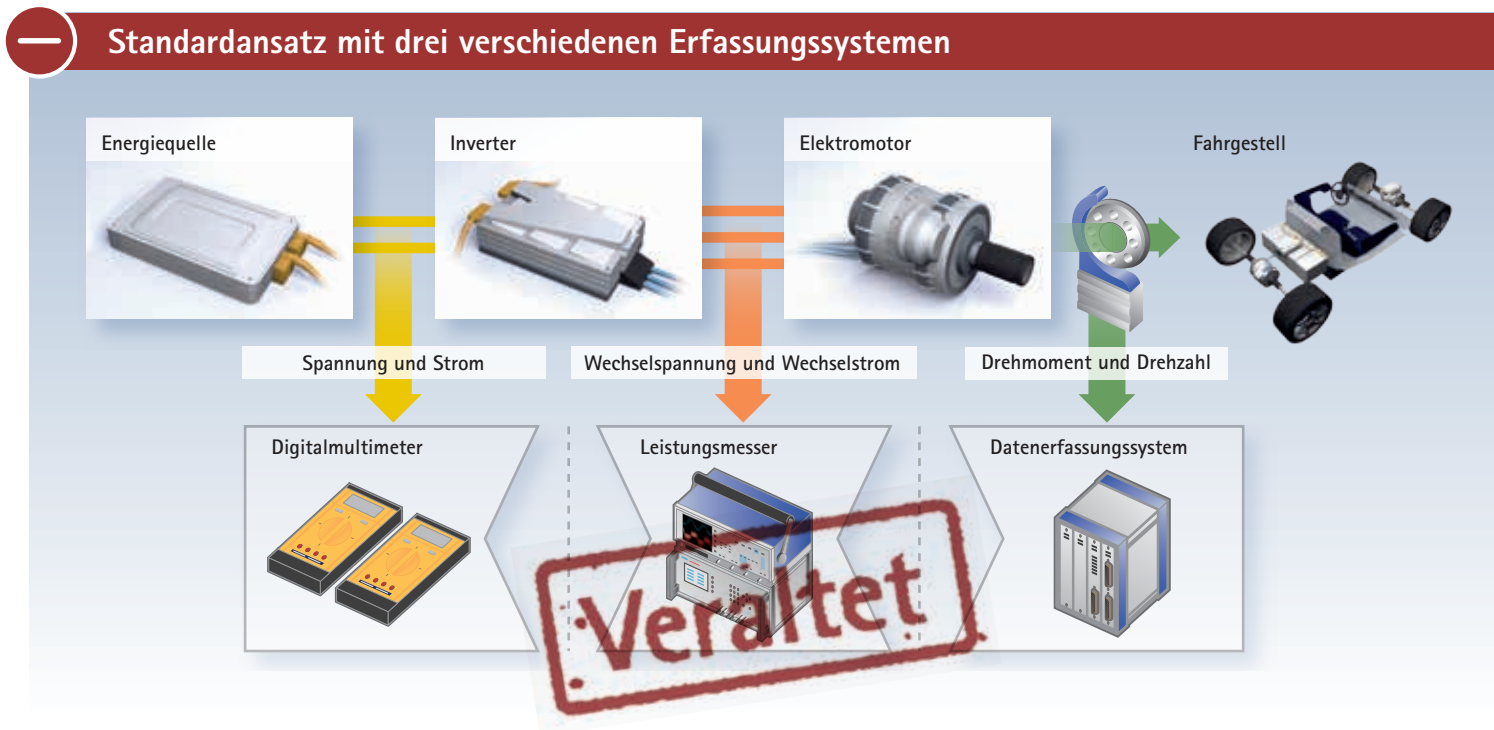 Standardansatz mit drei verschiedenen Erfassungssystemen
Energiequelle
Inverter
Elektromotor
Fahrgestell
Spannung und Strom
Wechselspannung und Wechselstrom
Drehmoment und Drehzahl
Digitalmultimeter
Leistungsmesser
Datenerfassungssystem
Veraltet